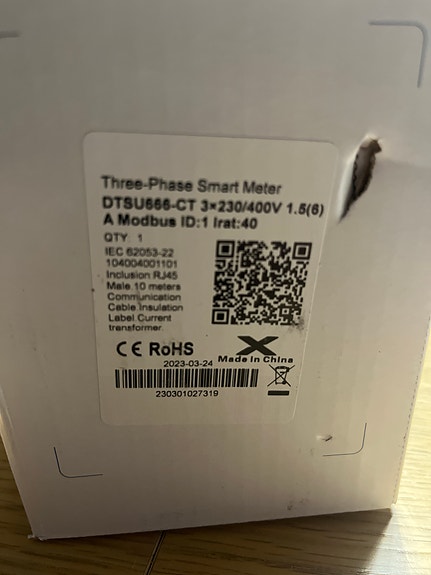 Three-Phase Smart Meter
DTSU666-CT 3×230/400V 1.5(6)
A Modbus ID:1 Irat:40
QTY: 1
IEC 62053-22
104004001101
Inclusion RJ45
Male 10 meters
Communication
Cable Insulation
Label Current
transformer.
CE RoHS
Made in China
2023-03-24
230301027319